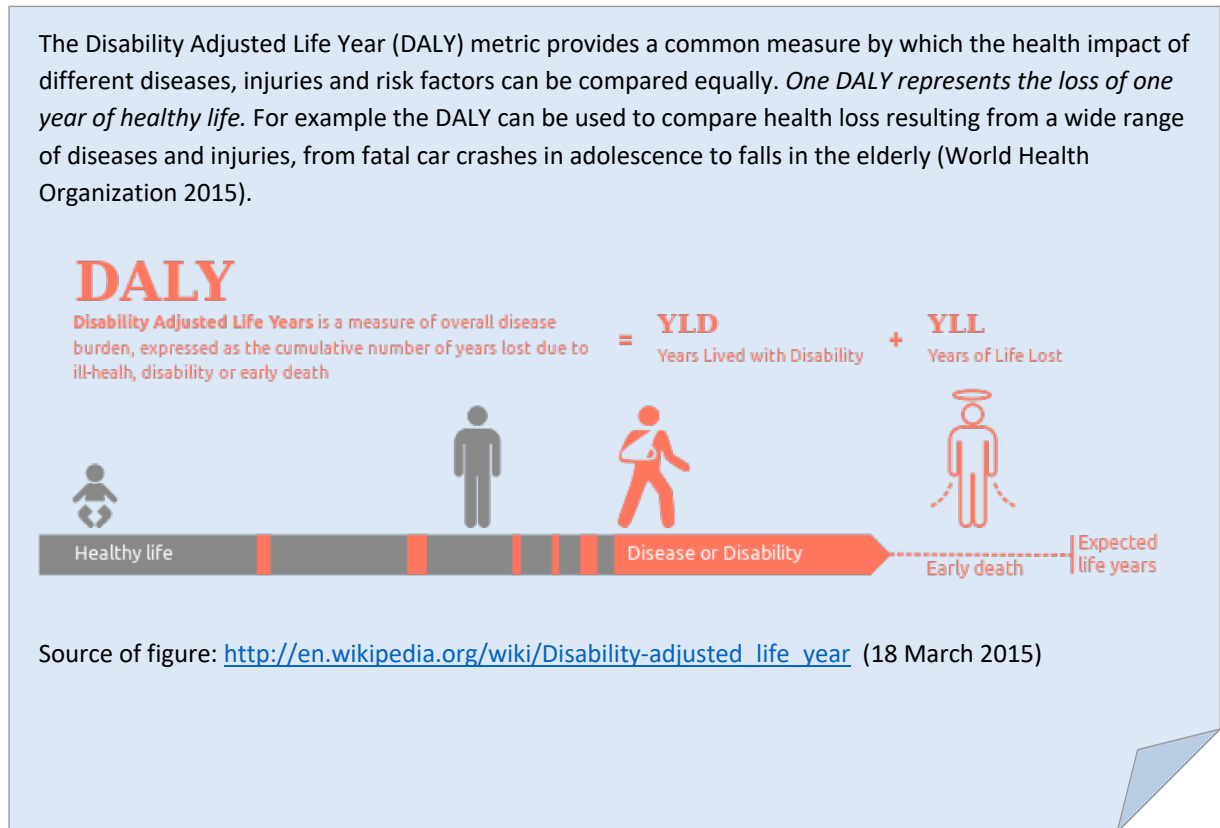 The Disability Adjusted Life Year (DALY) metric provides a common measure by which the health impact of
different diseases, injuries and risk factors can be compared equally. One DALY represents the loss of one
year of healthy life. For example the DALY can be used to compare health loss resulting from a wide range
of diseases and injuries, from fatal car crashes in adolescence to falls in the elderly (World Health
Organization 2015).
DALY
Disability Adjusted Life Years is a measure of overall disease
burden, expressed as the cumulative number of years lost due to
ill-healh, disability or early death
=
YLD
Years Lived with Disability
+
YLL
Years of Life Lost
Healthy life
Disease or Disability
Early death
Expected
life years
Source of figure: http://en.wikipedia.org/wiki/Disability-adjusted_life_year (18 March 2015)